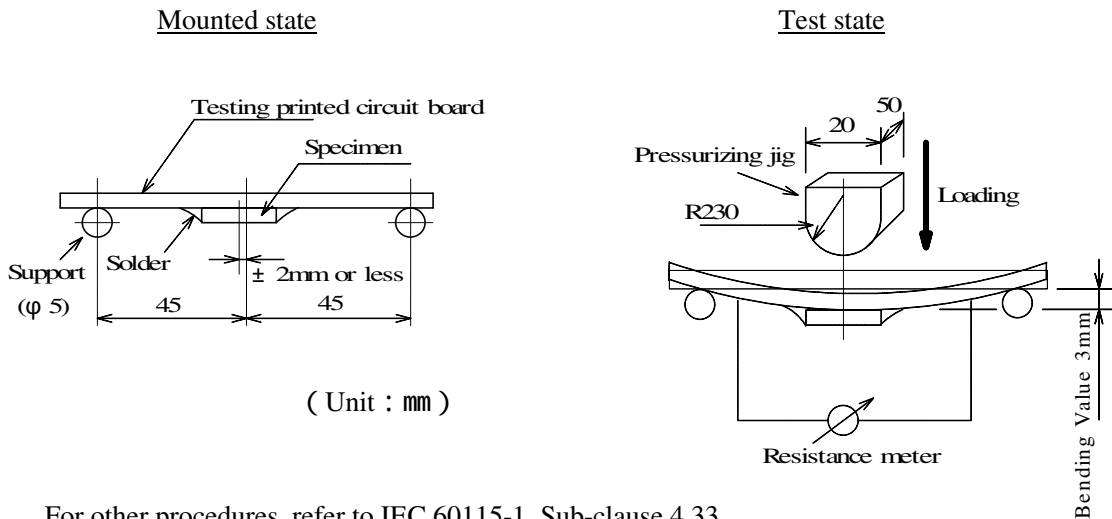 Mounted state
Test state
Testing printed circuit board
Specimen
Support
(φ 5)
Solder
± 2mm or less
45
45
(Unit：㎜)
50
20
Pressurizing jig
R230
Loading
Bending Value 3mm
Resistance meter
For other procedures, refer to IEC 60115-1, Sub-clause 4.33